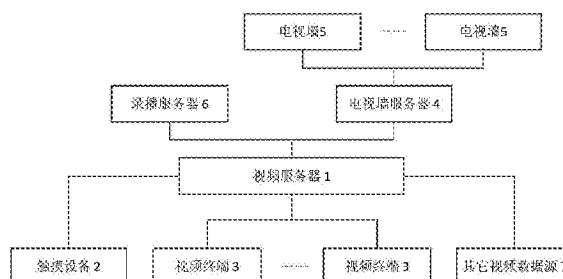 电视墙5 …… 电视墙5
录播服务器6 电视墙服务器4
视频服务器1
触摸设备2 视频终端3 …… 视频终端3 其它视频数据源7